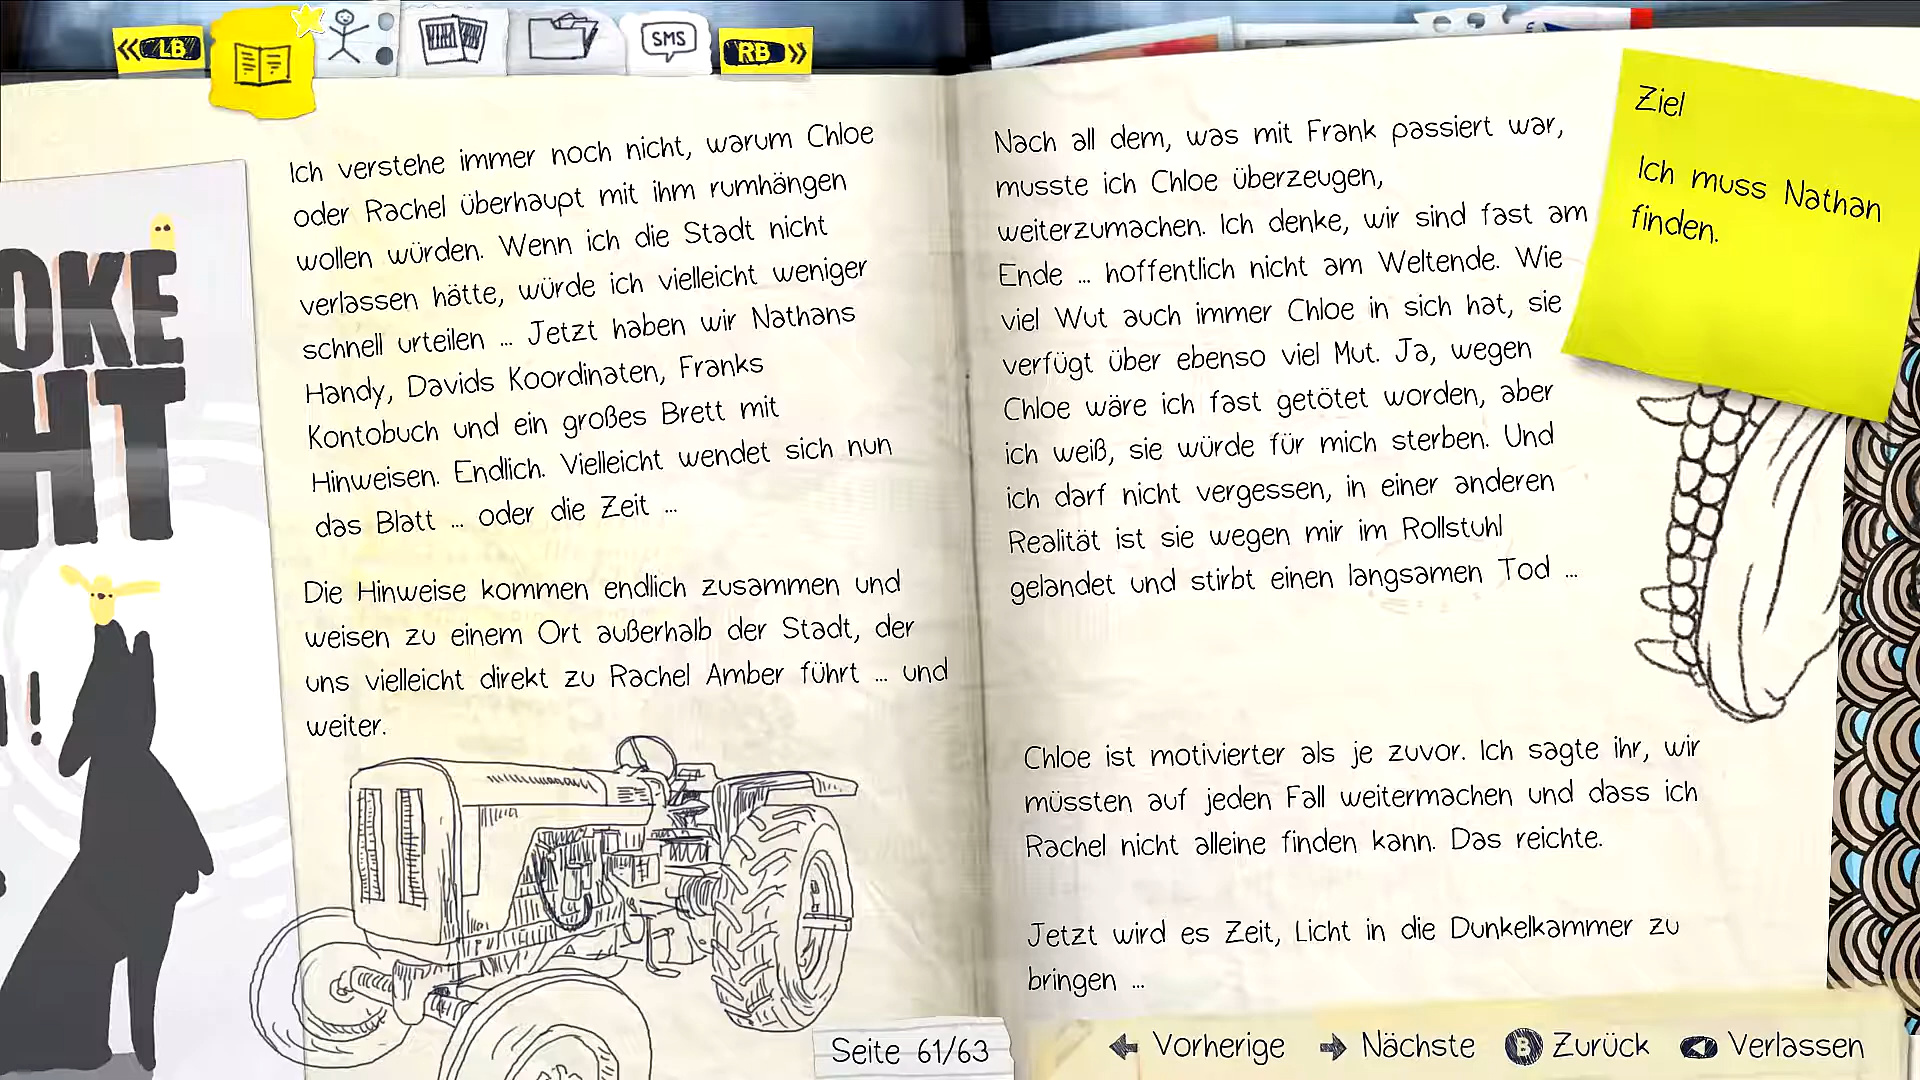 LB
SMS
RB
OKE
HT
!
Ich verstehe immer noch nicht, warum Chloe
oder Rachel überhaupt mit ihm rumhängen
wollen würden. Wenn ich die Stadt nicht
verlassen hätte, würde ich vielleicht weniger
schnell urteilen ... Jetzt haben wir Nathans
Handy, Davids Koordinaten, Franks
Kontobuch und ein großes Brett mit
Hinweisen. Endlich. Vielleicht wendet sich nun
das Blatt ... oder die Zeit ...
Die Hinweise kommen endlich zusammen und
weisen zu einem Ort außerhalb der Stadt, der
uns vielleicht direkt zu Rachel Amber führt ... und
weiter.
Nach all dem, was mit Frank passiert war,
musste ich Chloe überzeugen,
weiterzumachen. Ich denke, wir sind fast am
Ende ... hoffentlich nicht am Weltende. Wie
viel Wut auch immer Chloe in sich hat, sie
verfügt über ebenso viel Mut. Ja, wegen
Chloe wäre ich fast getötet worden, aber
ich weiß, sie würde für mich sterben. Und
ich darf nicht vergessen, in einer anderen
Realität ist sie wegen mir im Rollstuhl
gelandet und stirbt einen langsamen Tod ...
Chloe ist motivierter als je zuvor. Ich sagte ihr, wir
müssten auf jeden Fall weitermachen und dass ich
Rachel nicht alleine finden kann. Das reichte.
Jetzt wird es Zeit, Licht in die Dunkelkammer zu
bringen ...
Ziel
Ich muss Nathan
finden.
Seite 61/63
Vorherige
Nächste
B Zurück
Verlassen